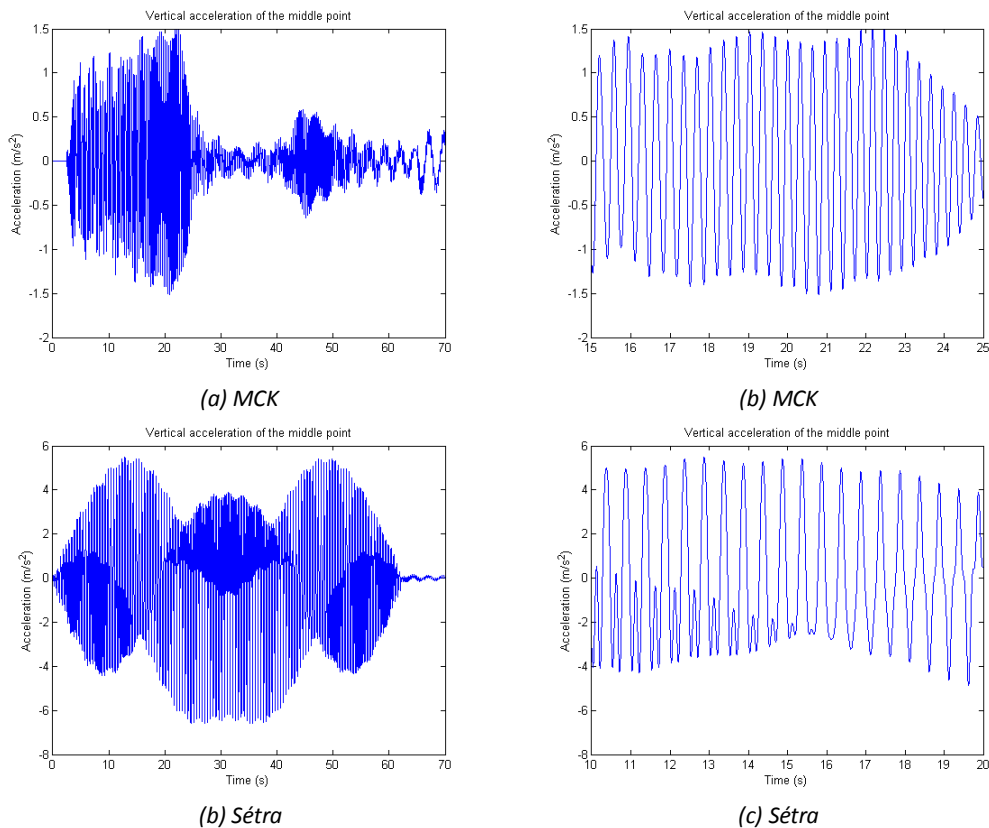 Vertical acceleration of the middle point
1.5
1
0.5
0
-0.5
-1
-1.5
-2
Acceleration (m/s²)
0 10 20 30 40 50 60 70
Time (s)
(a) MCK
Vertical acceleration of the middle point
1.5
1
0.5
0
-0.5
-1
-1.5
-2
Acceleration (m/s²)
15 16 17 18 19 20 21 22 23 24 25
Time (s)
(b) MCK
Vertical acceleration of the middle point
6
4
2
0
-2
-4
-6
-8
Acceleration (m/s²)
0 10 20 30 40 50 60 70
Time (s)
(b) Sétra
Vertical acceleration of the middle point
6
4
2
0
-2
-4
-6
-8
Acceleration (m/s²)
10 11 12 13 14 15 16 17 18 19 20
Time (s)
(c) Sétra